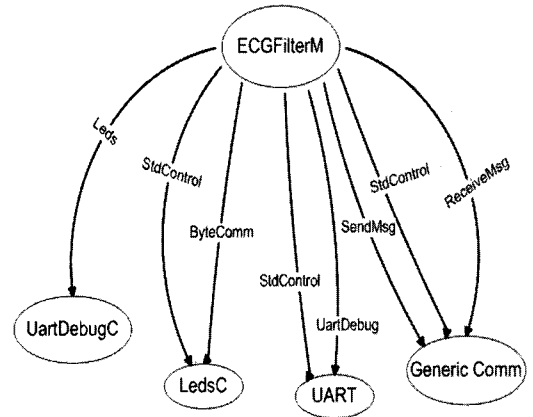 ECGFilterM
Leds
StdControl
ByteComm
StdControl
UartDebug
SendMsg
StdControl
ReceiveMsg
UartDebugC
LedsC
UART
Generic Comm